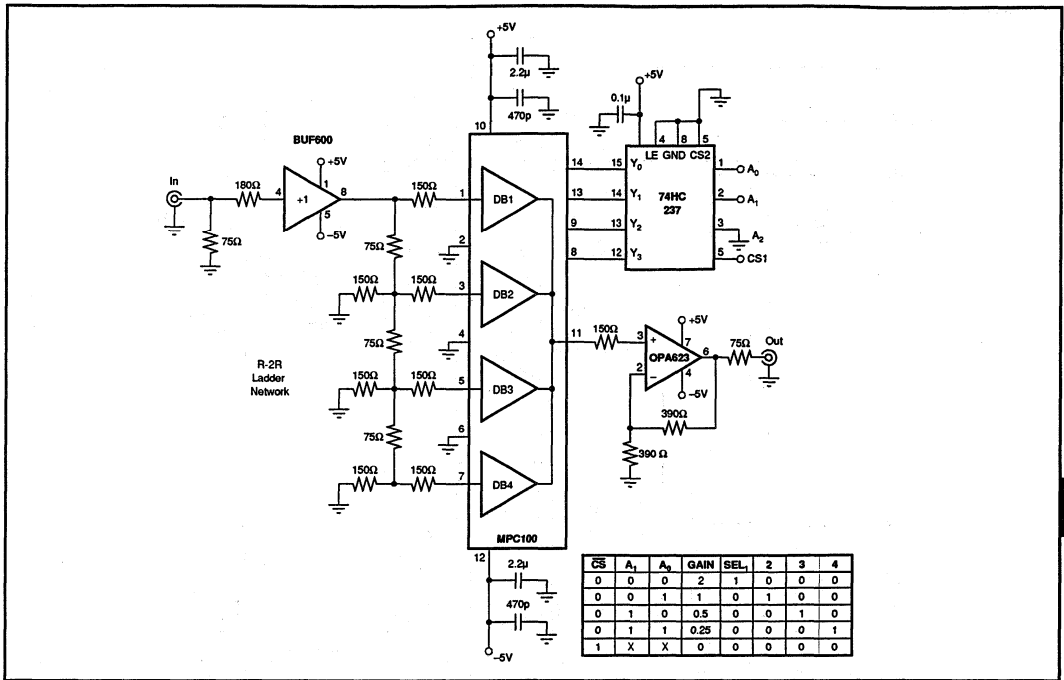 +5V
2.2µ
470p
10
+5V
0.1µ
4 8 5
LE GND CS2
BUF600
+5V
In
180Ω
4
+1
1
8
5
−5V
75Ω
150Ω
1
DB1
14
15
Y0
1
A0
74HC
237
13
14
Y1
2
A1
9
13
Y2
3
A2
8
12
Y3
5
CS1
2
75Ω
150Ω
150Ω
3
DB2
4
75Ω
11
150Ω
3
+
+5V
7
OPA623
6
75Ω
Out
2
−
4
−5V
R-2R
Ladder
Network
150Ω
150Ω
5
DB3
6
390Ω
390 Ω
75Ω
150Ω
150Ω
7
DB4
MPC100
12
2.2µ
470p
−5V
CS A1 A0 GAIN SEL1 2 3 4
0 0 0 2 1 0 0 0
0 0 1 1 0 1 0 0
0 1 0 0.5 0 0 1 0
0 1 1 0.25 0 0 0 1
1 X X 0 0 0 0 0